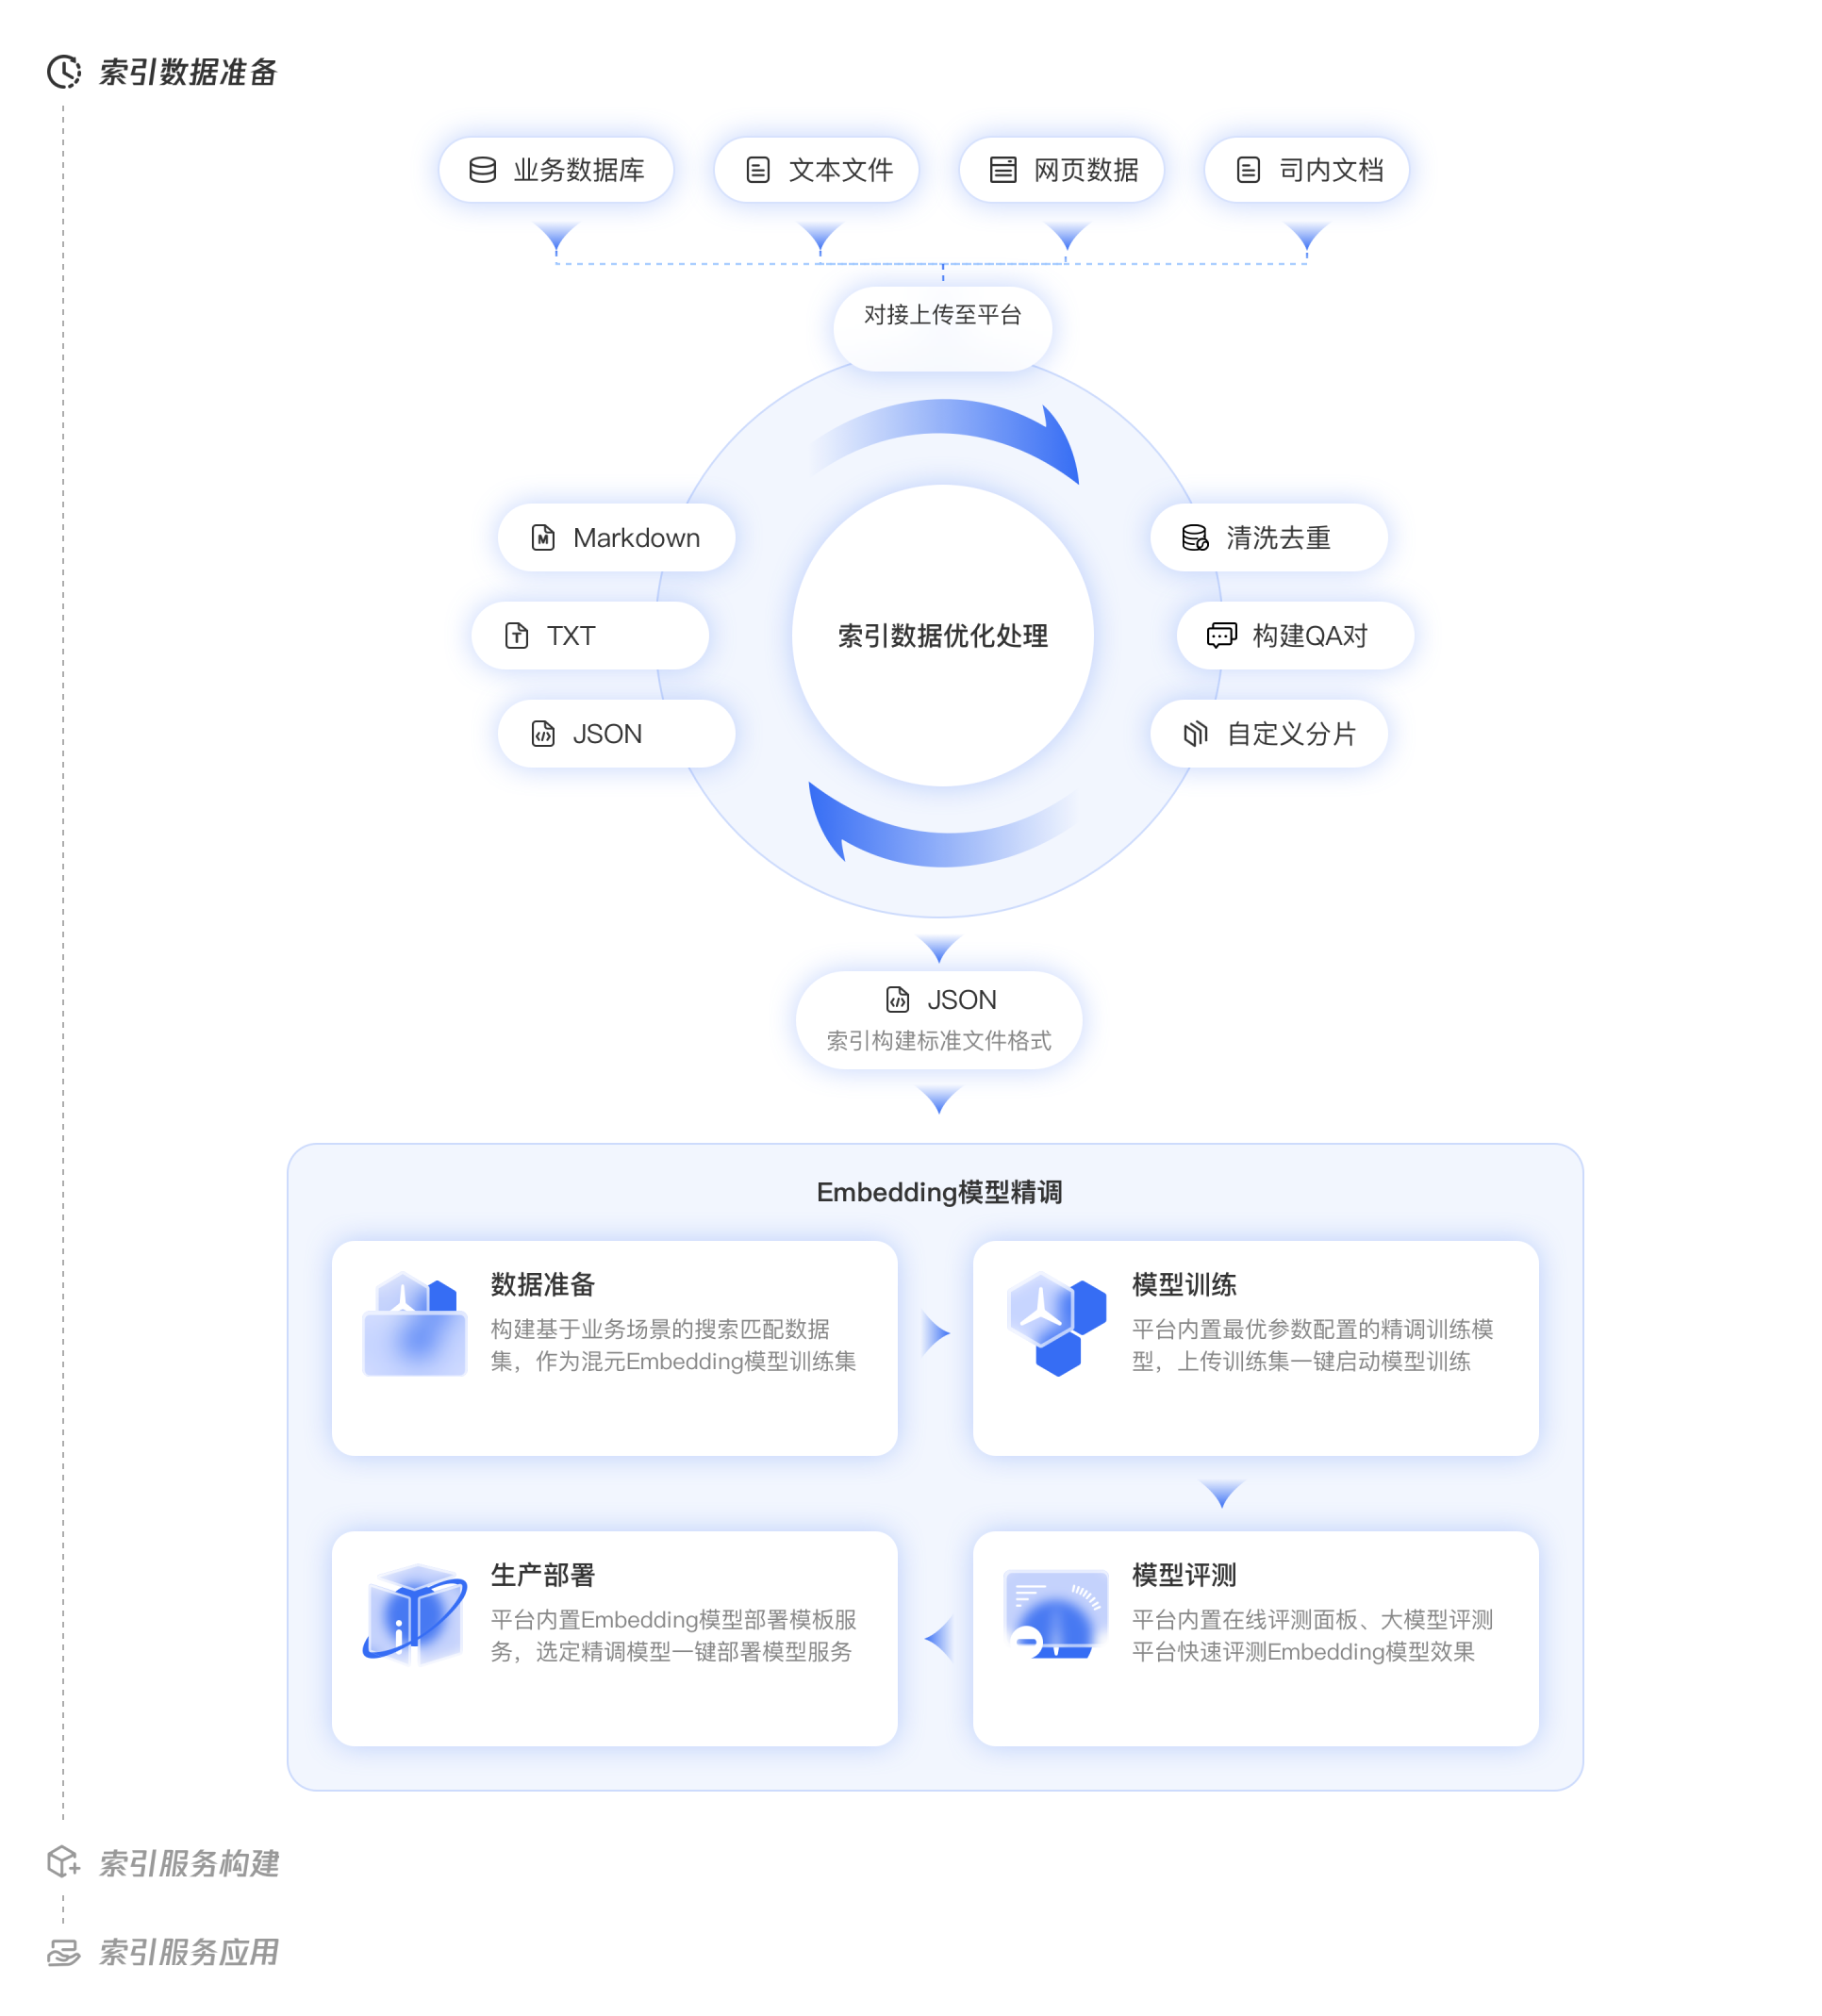 索引数据准备
业务数据库
文本文件
网页数据
司内文档
对接上传至平台
Markdown
TXT
JSON
索引数据优化处理
清洗去重
构建QA对
自定义分片
JSON
索引构建标准文件格式
Embedding模型精调
数据准备
构建基于业务场景的搜索匹配数据
集，作为混元Embedding模型训练集
模型训练
平台内置最优参数配置的精调训练模
型，上传训练集一键启动模型训练
生产部署
平台内置Embedding模型部署模板服
务，选定精调模型一键部署模型服务
模型评测
平台内置在线评测面板、大模型评测
平台快速评测Embedding模型效果
索引服务构建
索引服务应用